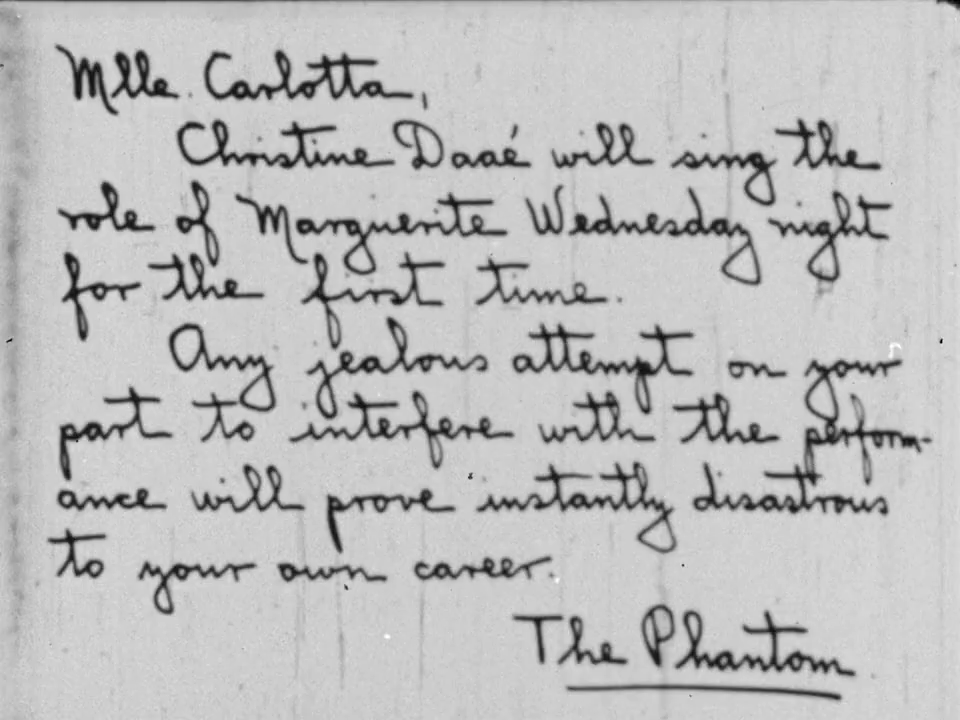 Mlle. Carlotta,
Christine Daaé will sing the
role of Marguerite Wednesday night
for the first time.
Any jealous attempt on your
part to interfere with the perform-
ance will prove instantly disastrous
to your own career.
The Phantom